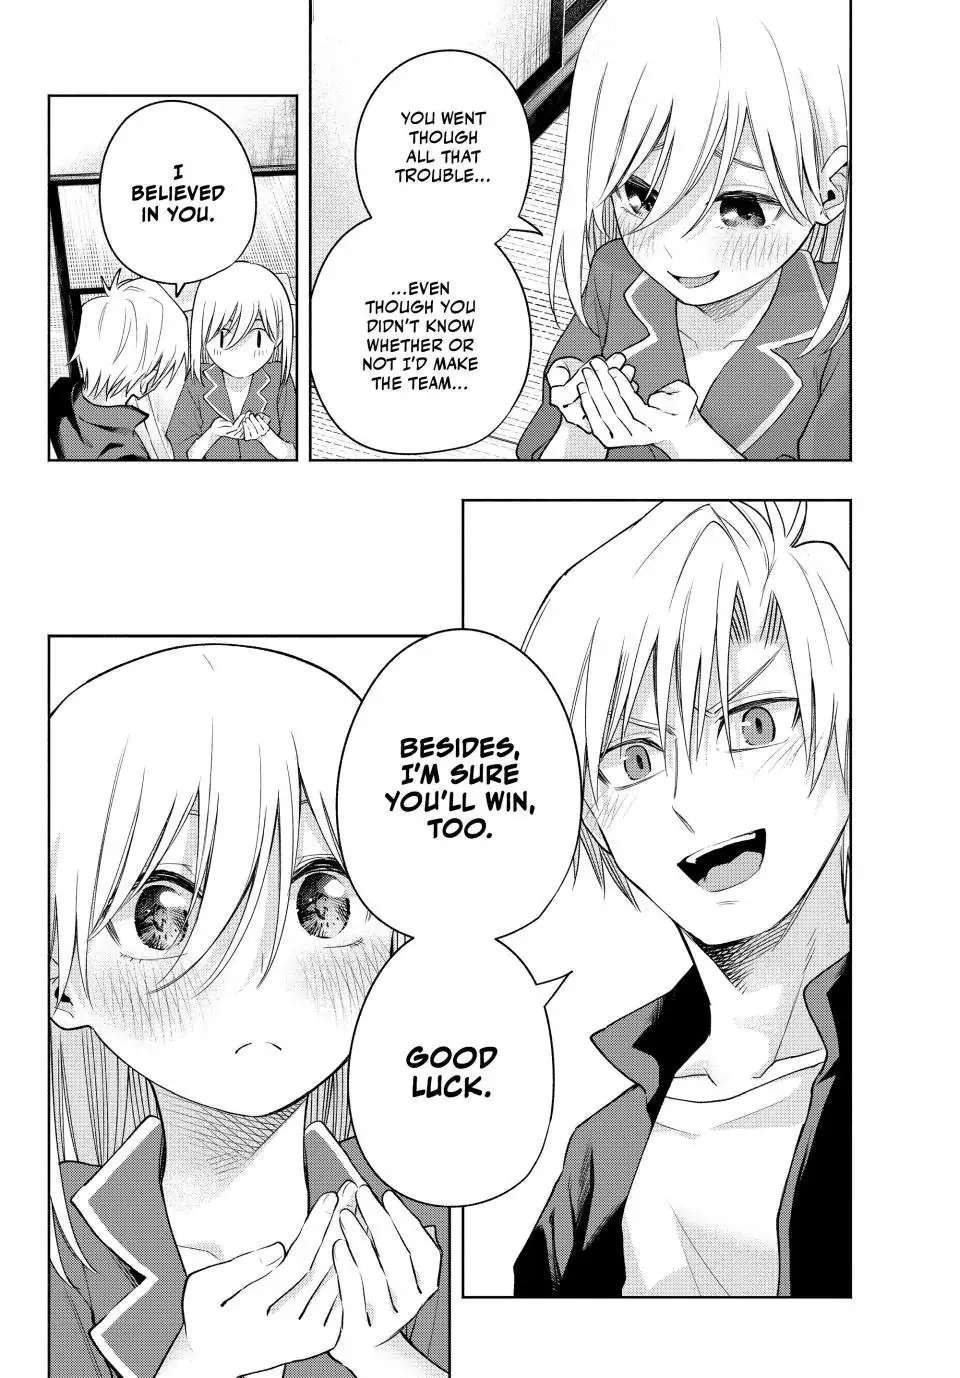 YOU WENT
THOUGH
ALL THAT
TROUBLE...
...EVEN
THOUGH YOU
DIDN'T KNOW
WHETHER OR
NOT I'D MAKE
THE TEAM...
I
BELIEVED
IN YOU.
BESIDES,
I'M SURE
YOU'LL WIN,
TOO.
GOOD
LUCK.